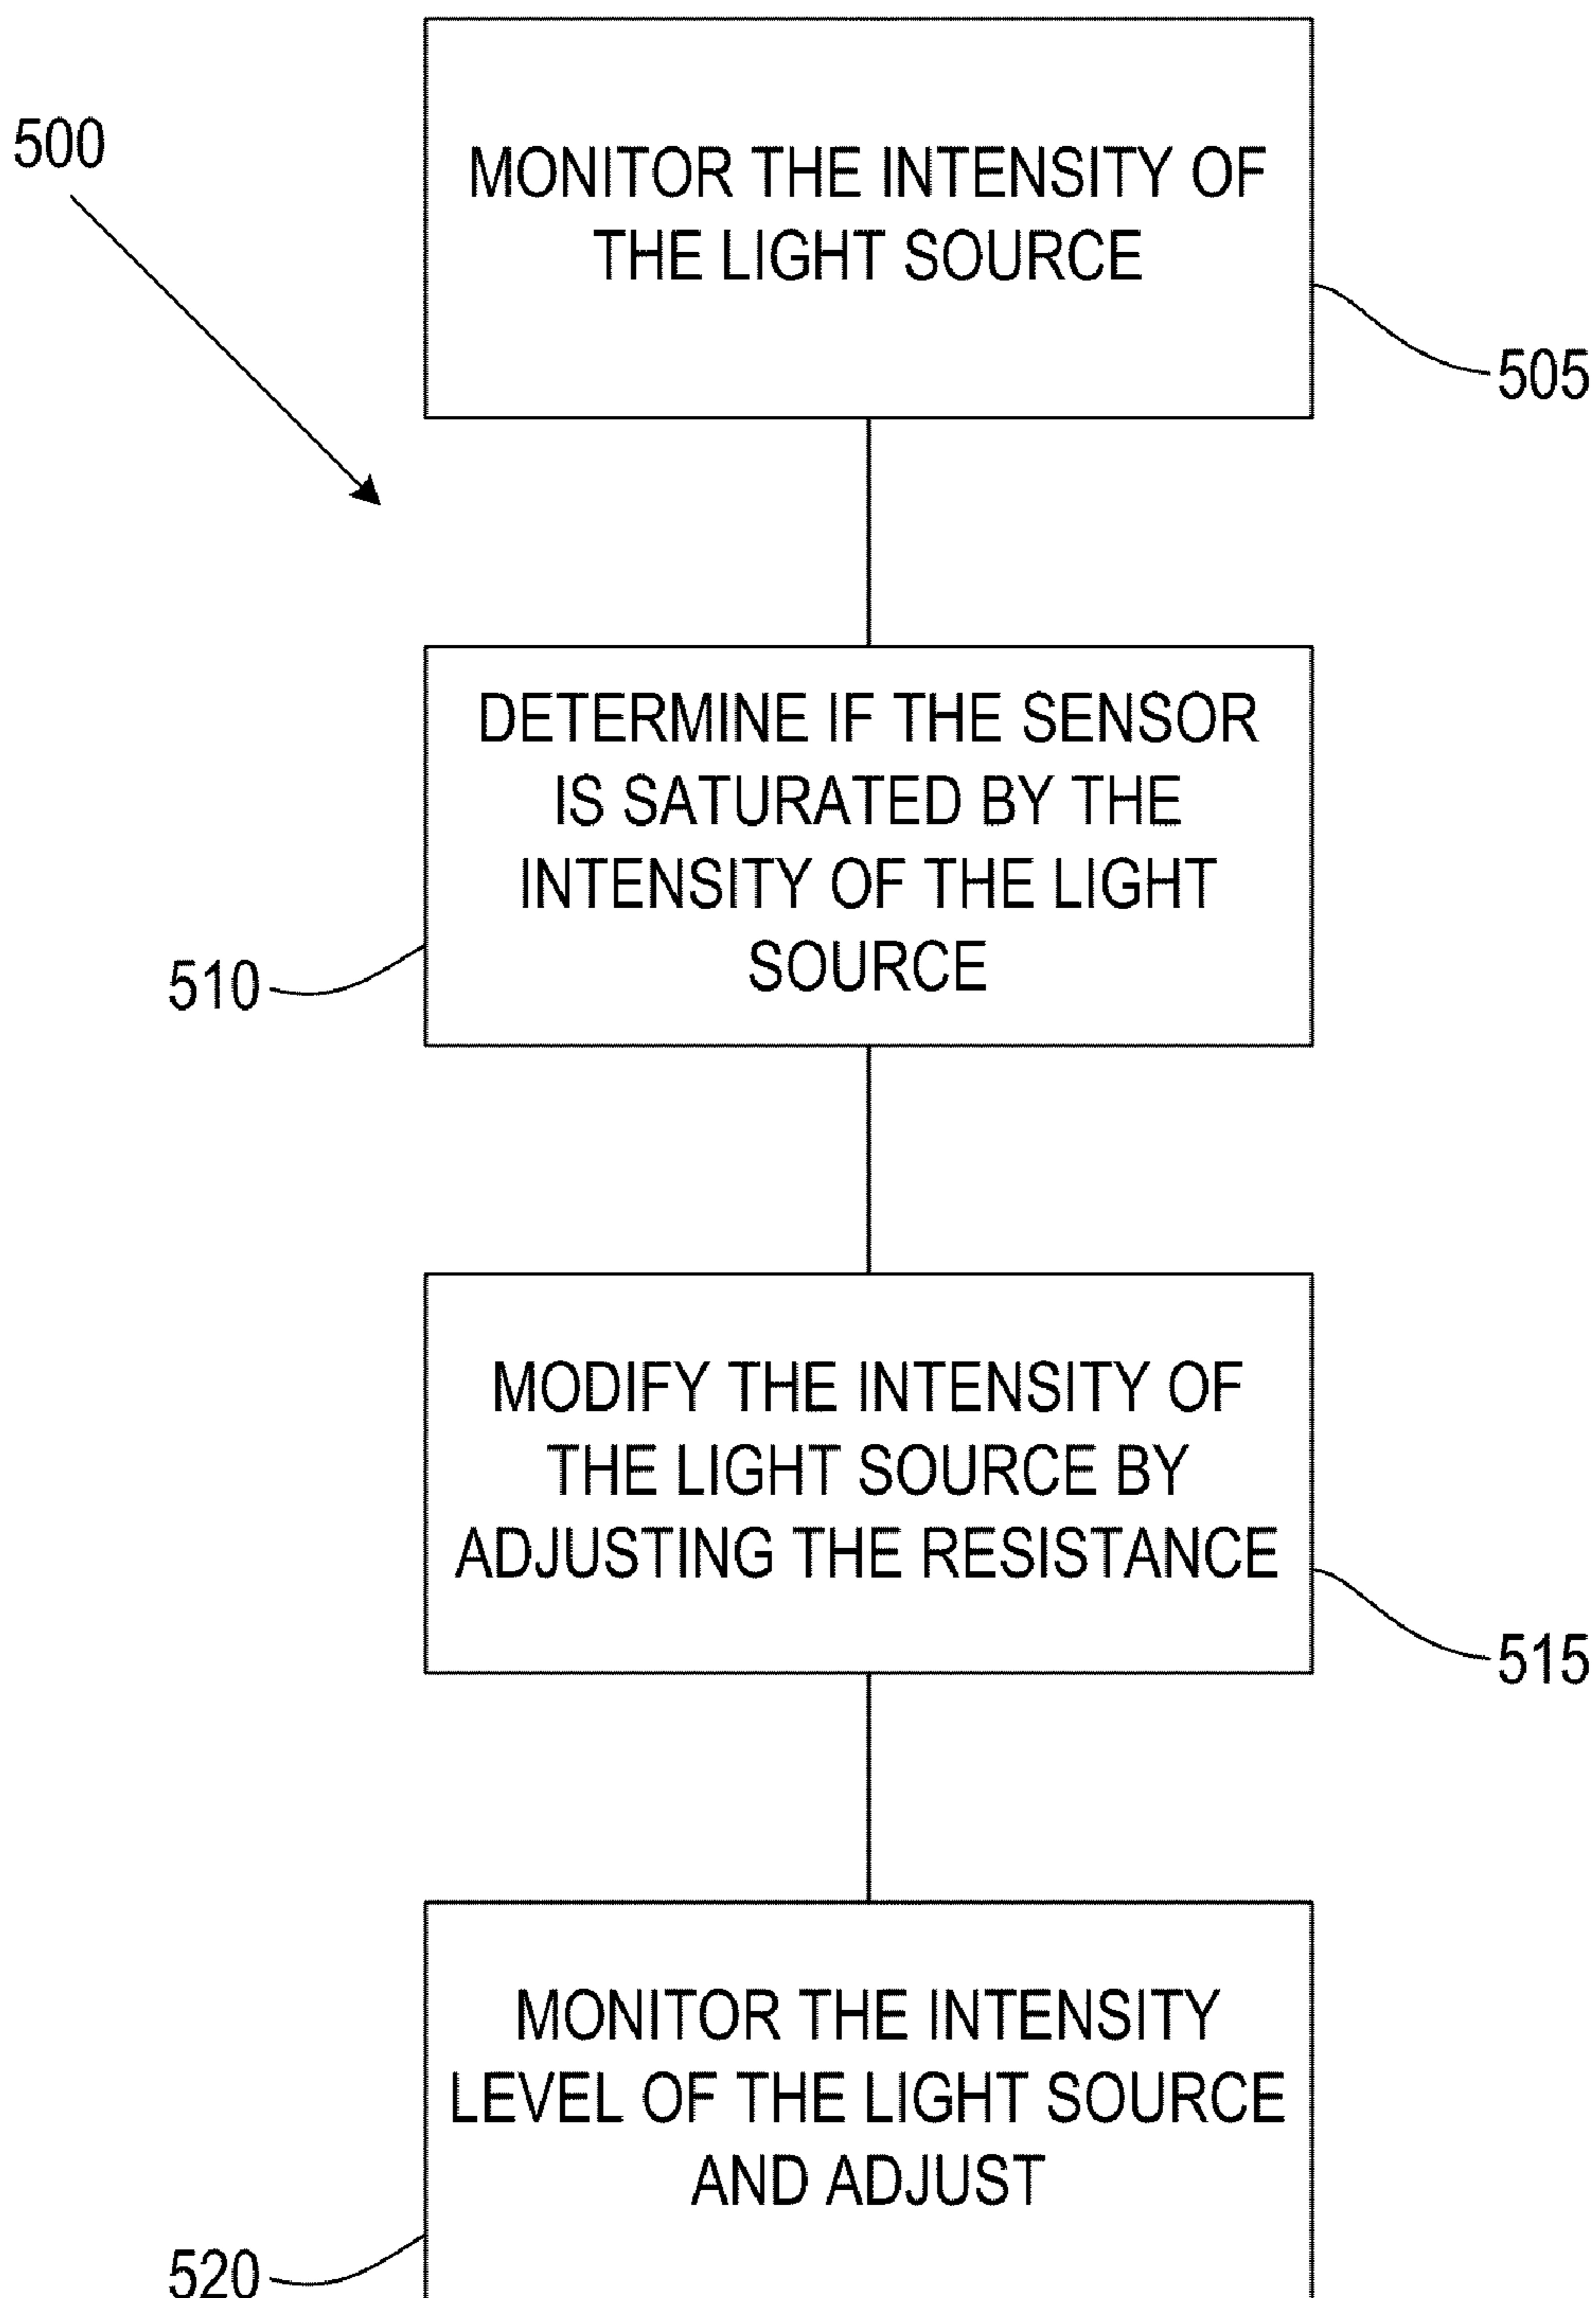 500
MONITOR THE INTENSITY OF
THE LIGHT SOURCE
505
DETERMINE IF THE SENSOR
IS SATURATED BY THE
INTENSITY OF THE LIGHT
SOURCE
510
MODIFY THE INTENSITY OF
THE LIGHT SOURCE BY
ADJUSTING THE RESISTANCE
515
MONITOR THE INTENSITY
LEVEL OF THE LIGHT SOURCE
AND ADJUST
520